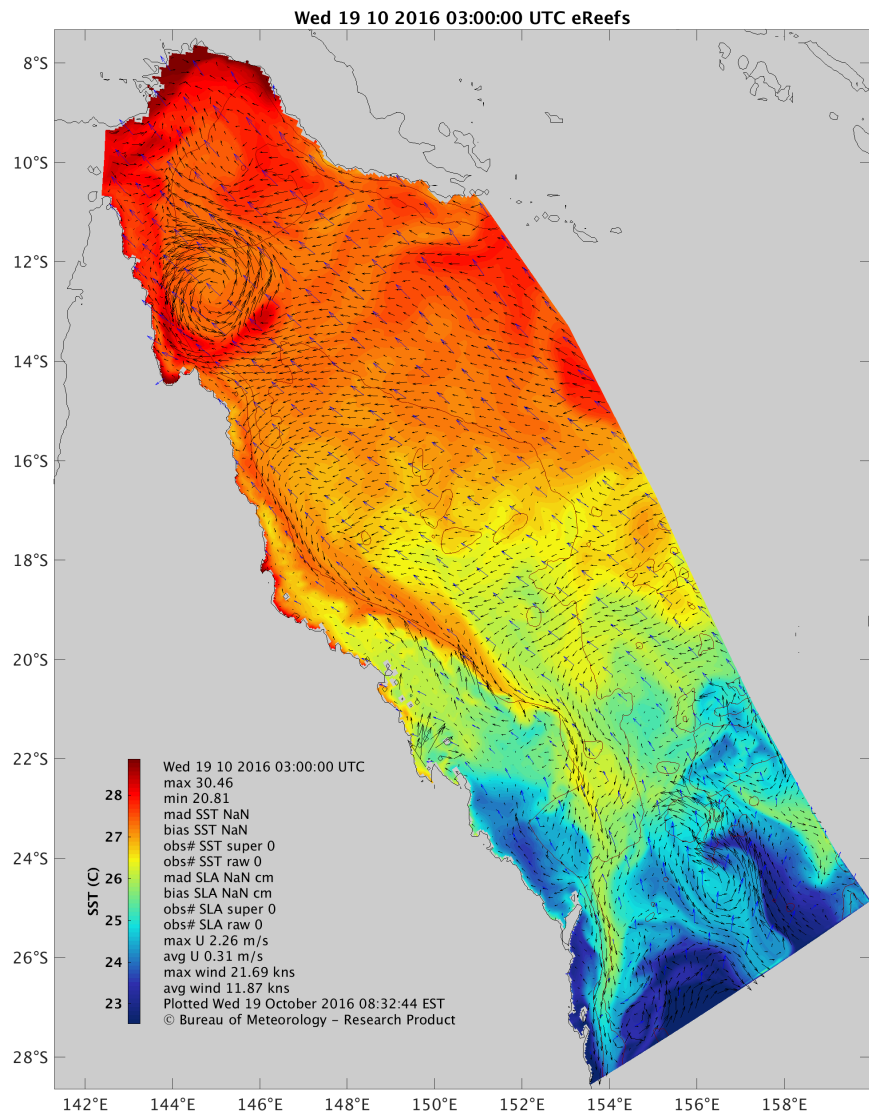 Wed 19 10 2016 03:00:00 UTC eReefs
8°S
10°S
12°S
14°S
16°S
18°S
20°S
22°S
24°S
26°S
28°S
SST (C)
28
27
26
25
24
23
Wed 19 10 2016 03:00:00 UTC
max 30.46
min 20.81
mad SST NaN
bias SST NaN
obs# SST super 0
obs# SST raw 0
mad SLA NaN cm
bias SLA NaN cm
obs# SLA super 0
obs# SLA raw 0
max U 2.26 m/s
avg U 0.31 m/s
max wind 21.69 kns
avg wind 11.87 kns
Plotted Wed 19 October 2016 08:32:44 EST
© Bureau of Meteorology – Research Product
142°E 144°E 146°E 148°E 150°E 152°E 154°E 156°E 158°E